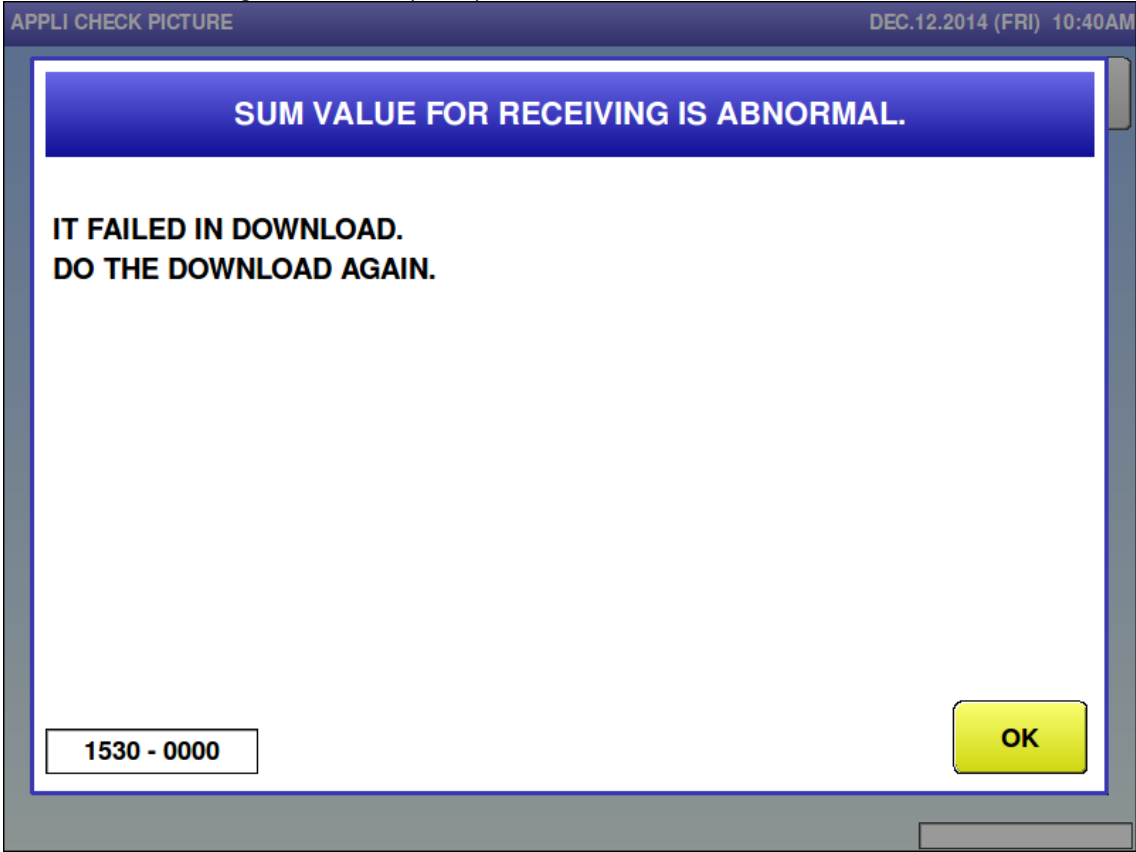 APPLI CHECK PICTURE DEC.12.2014 (FRI) 10:40AM
SUM VALUE FOR RECEIVING IS ABNORMAL.
IT FAILED IN DOWNLOAD.
DO THE DOWNLOAD AGAIN.
1530 - 0000
OK